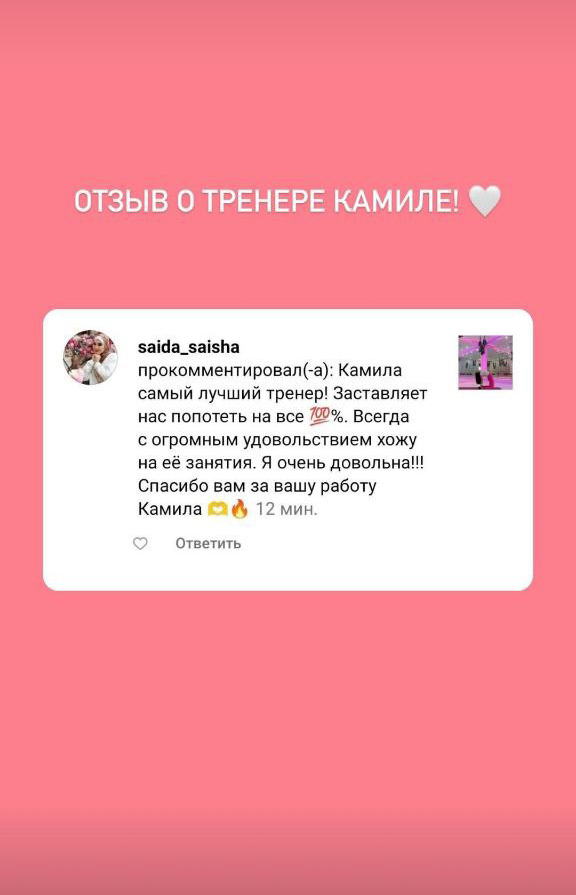 ОТЗЫВ О ТРЕНЕРЕ КАМИЛЕ! 🤍
saida_saisha
прокомментировал(-а): Камила
самый лучший тренер! Заставляет
нас попотеть на все 💯%. Всегда
с огромным удовольствием хожу
на её занятия. Я очень довольна!!!
Спасибо вам за вашу работу
Камила 🫶🔥 12 мин.
Ответить